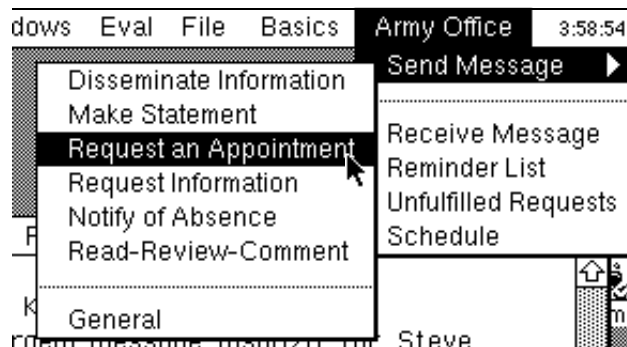 dows Eval File Basics Army Office 3:58:54
Send Message
Disseminate Information
Make Statement
Request an Appointment
Request Information
Notify of Absence
Read-Review-Comment
General
Receive Message
Reminder List
Unfulfilled Requests
Schedule
F
K
message
Steve
m